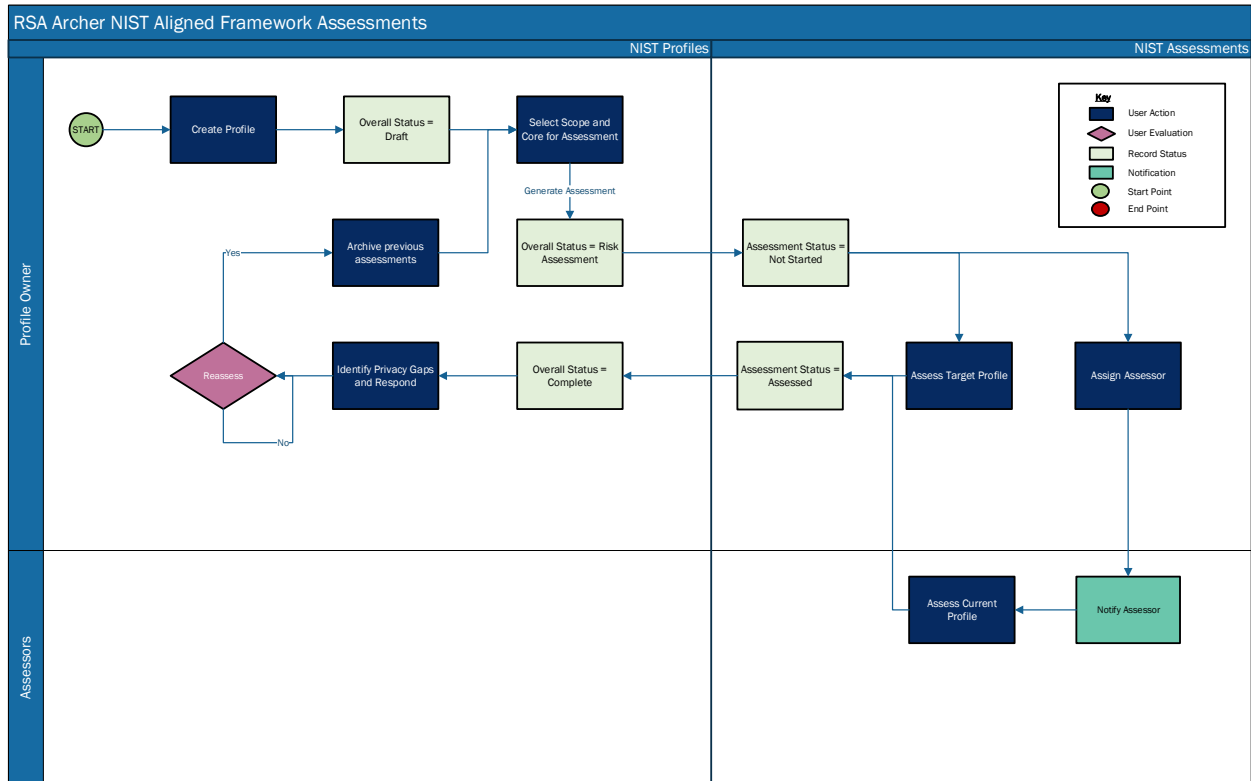 RSA Archer NIST Aligned Framework Assessments
NIST Profiles
NIST Assessments
Profile Owner
START
Create Profile
Overall Status =
Draft
Select Scope and
Core for Assessment
Key
User Action
User Evaluation
Record Status
Notification
Start Point
End Point
Generate Assessment
Yes
Archive previous
assessments
Overall Status = Risk
Assessment
Assessment Status =
Not Started
Reassess
Identify Privacy Gaps
and Respond
Overall Status =
Complete
Assessment Status =
Assessed
Assess Target Profile
Assign Assessor
No
Assessors
Assess Current
Profile
Notify Assessor